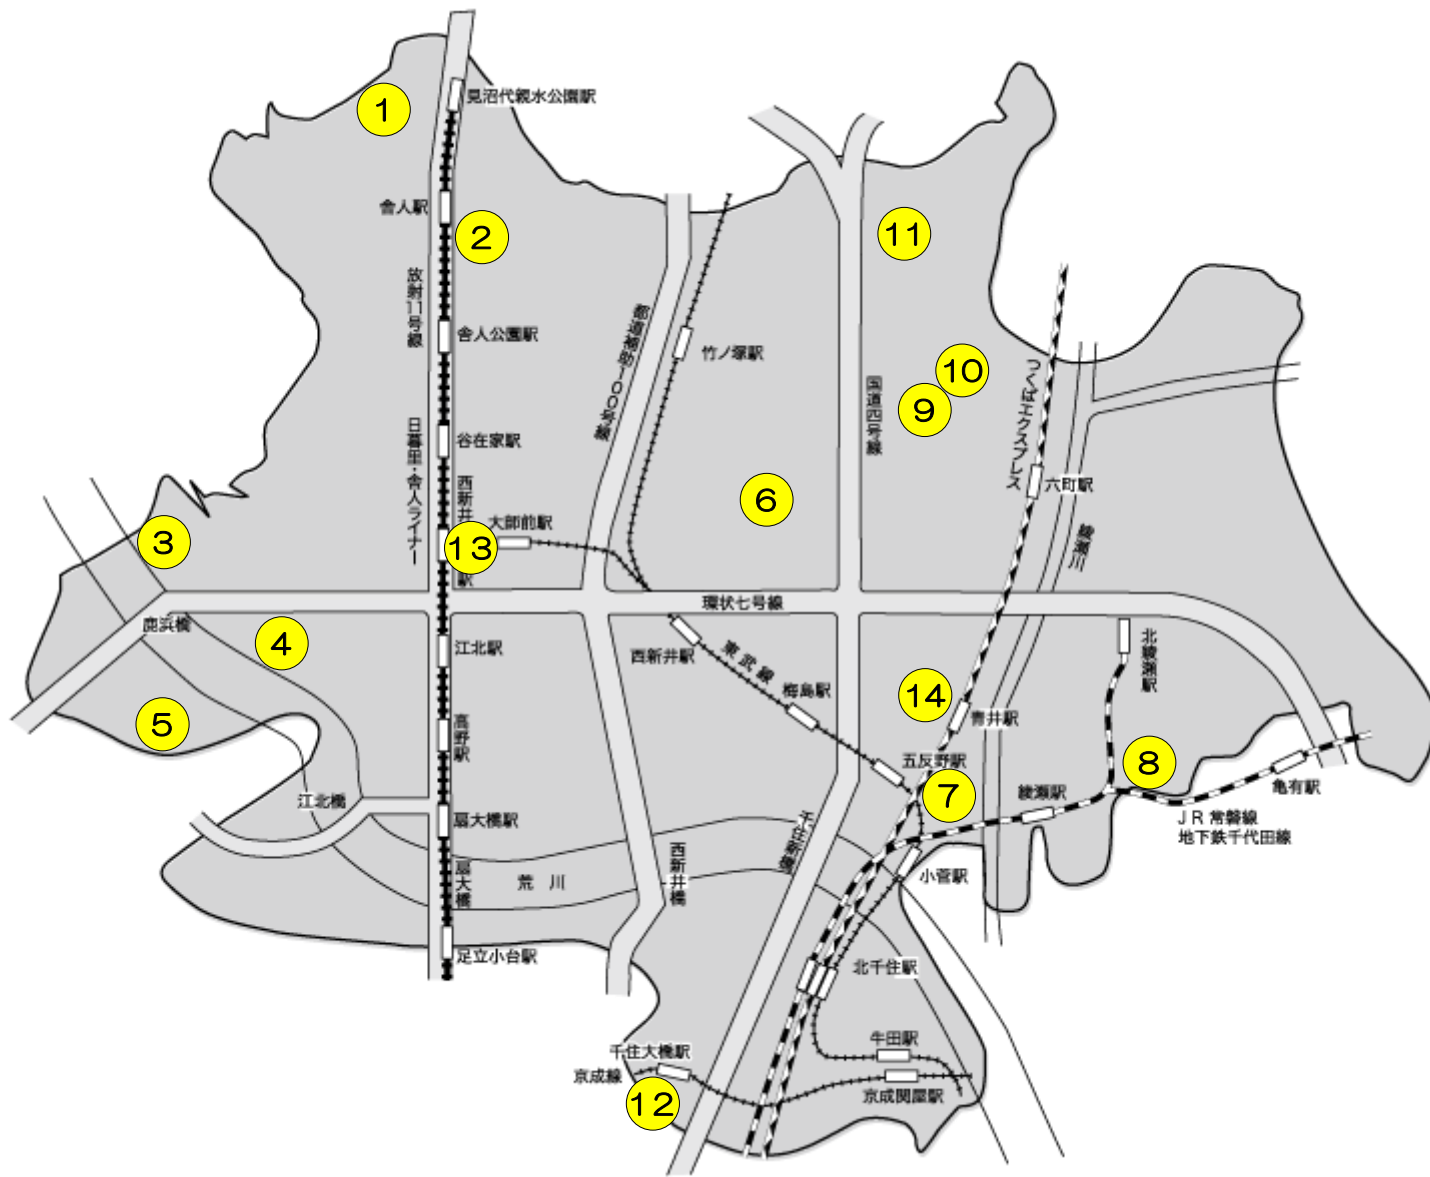 1
見沼代親水公園駅
舎人駅
2
11
放射11号線
舎人公園駅
都道補助100号線
竹ノ塚駅
つくばエクスプレス
10
9
国道四号線
日暮里・舎人ライナー
谷在家駅
六町駅
6
西新井
駅
大師前駅
13
3
綾瀬川
環状七号線
鹿浜橋
4
江北駅
西新井駅
東武線
梅島駅
北綾瀬駅
14
青井駅
5
高野駅
五反野駅
8
7
綾瀬駅
亀有駅
江北橋
扇大橋駅
千住新橋
JR常磐線
地下鉄千代田線
扇大橋
荒川
西新井橋
小菅駅
足立小台駅
北千住駅
牛田駅
千住大橋駅
京成線
京成関屋駅
12